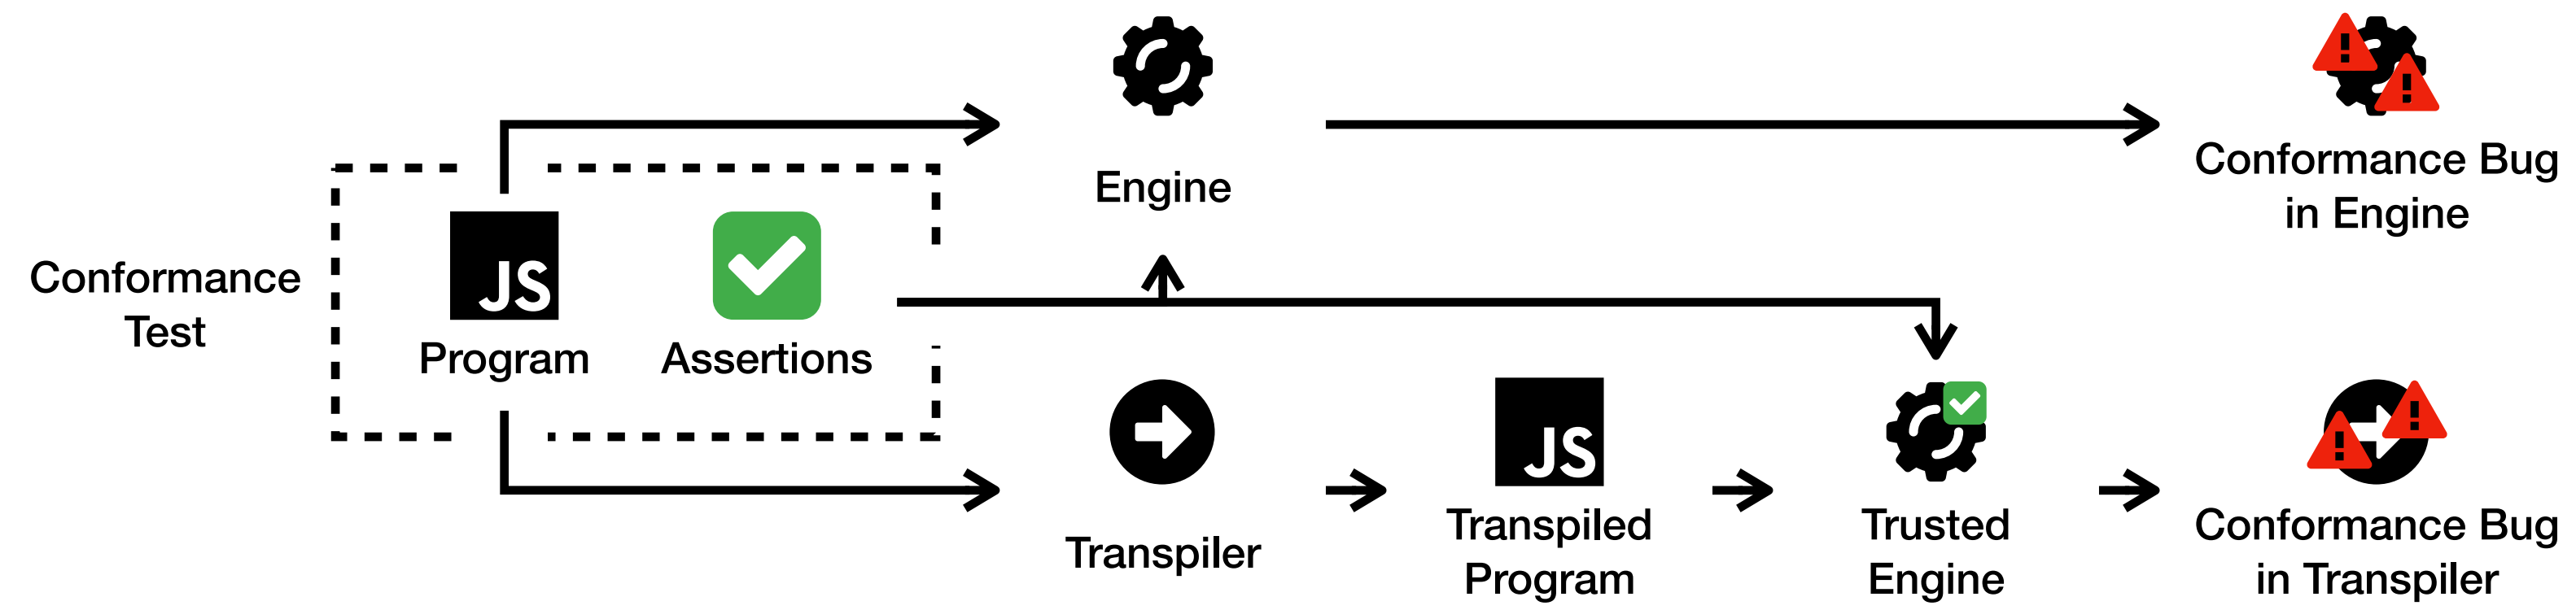 Conformance
Test
JS
Program
Assertions
Engine
Conformance Bug
in Engine
Transpiler
JS
Transpiled
Program
Trusted
Engine
Conformance Bug
in Transpiler